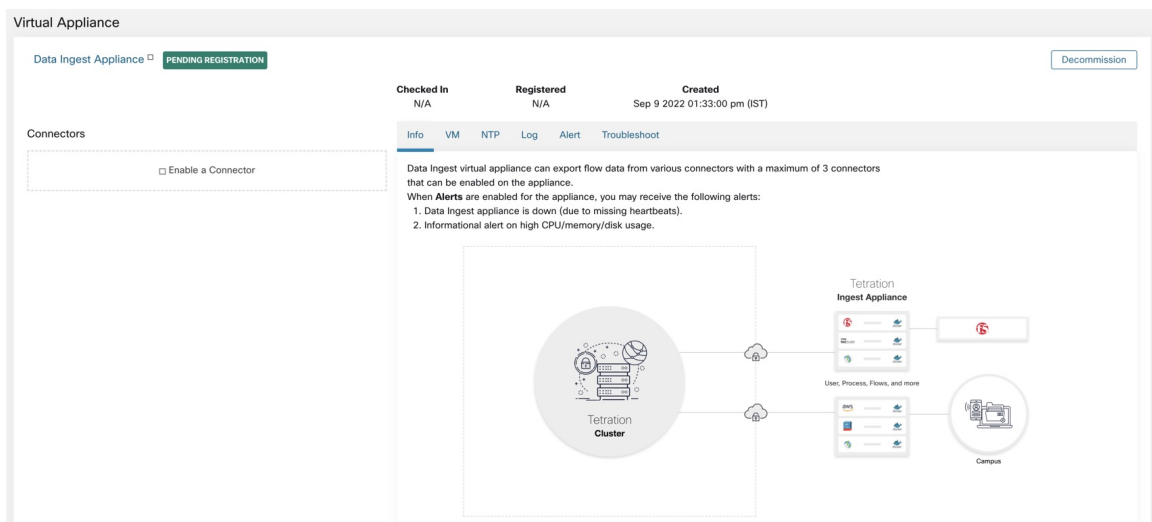 Virtual Appliance
Data Ingest Appliance PENDING REGISTRATION
Decommission
Checked In Registered Created
N/A N/A Sep 9 2022 01:33:00 pm (IST)
Connectors
Enable a Connector
Info VM NTP Log Alert Troubleshoot
Data Ingest virtual appliance can export flow data from various connectors with a maximum of 3 connectors
that can be enabled on the appliance.
When Alerts are enabled for the appliance, you may receive the following alerts:
1. Data Ingest appliance is down (due to missing heartbeats).
2. Informational alert on high CPU/memory/disk usage.
Tetration
Ingest Appliance
User, Process, Flows, and more
aws
Tetration
Cluster
Campus